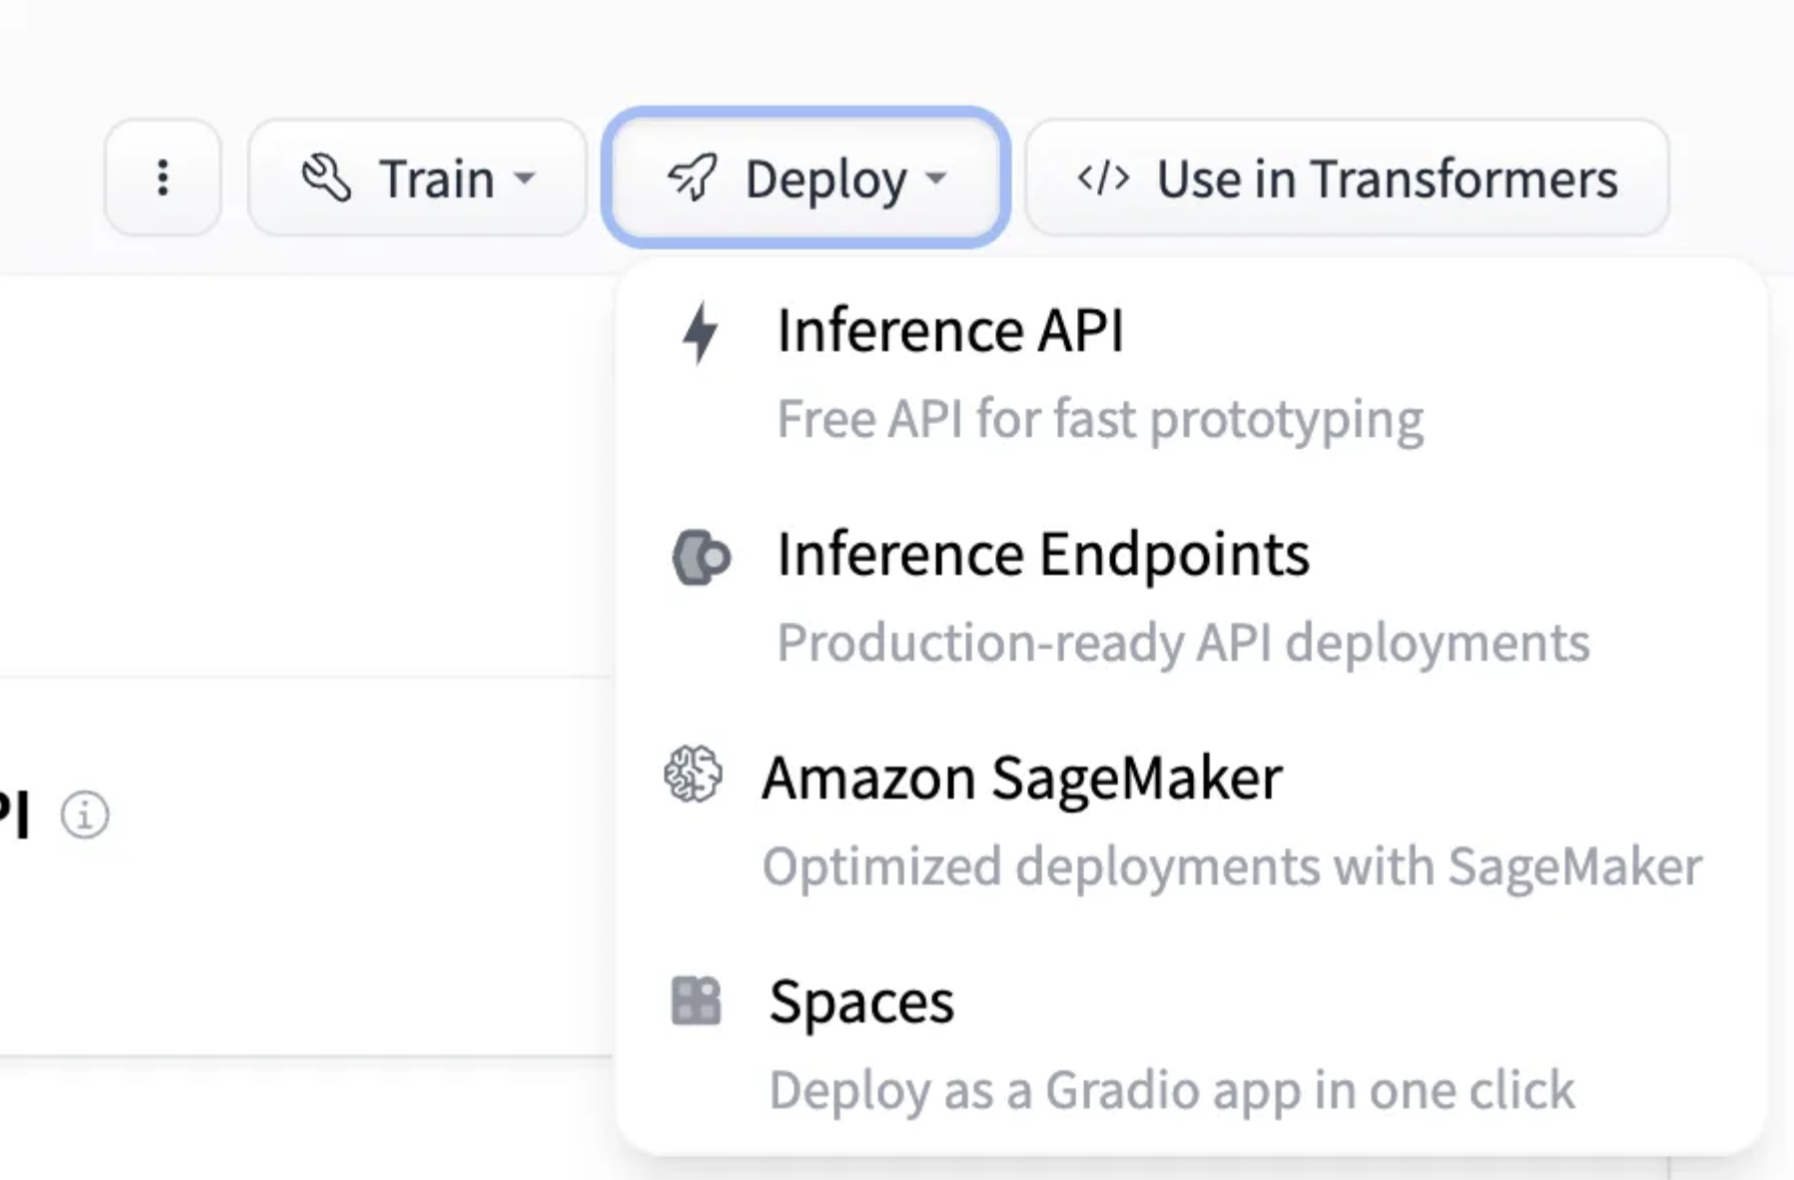 Train
Deploy
</> Use in Transformers
Inference API
Free API for fast prototyping
Inference Endpoints
Production-ready API deployments
Amazon SageMaker
Optimized deployments with SageMaker
PI
Spaces
Deploy as a Gradio app in one click